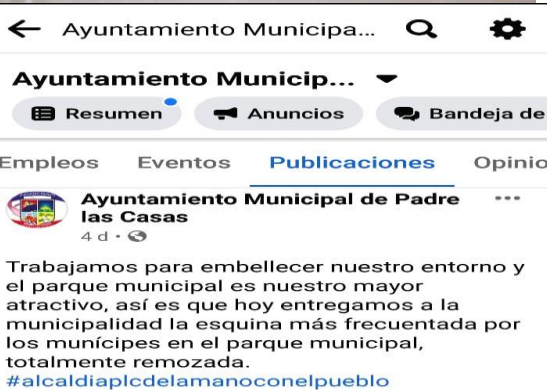 Ayuntamiento Municipa...
Ayuntamiento Municip...
Resumen
Anuncios
Bandeja de
Empleos
Eventos
Publicaciones
Opinio
Ayuntamiento Municipal de Padre
las Casas
4 d ·
Trabajamos para embellecer nuestro entorno y
el parque municipal es nuestro mayor
atractivo, así es que hoy entregamos a la
municipalidad la esquina más frecuentada por
los munícipes en el parque municipal,
totalmente remozada.
#alcaldiaplcdelamanoconelpueblo